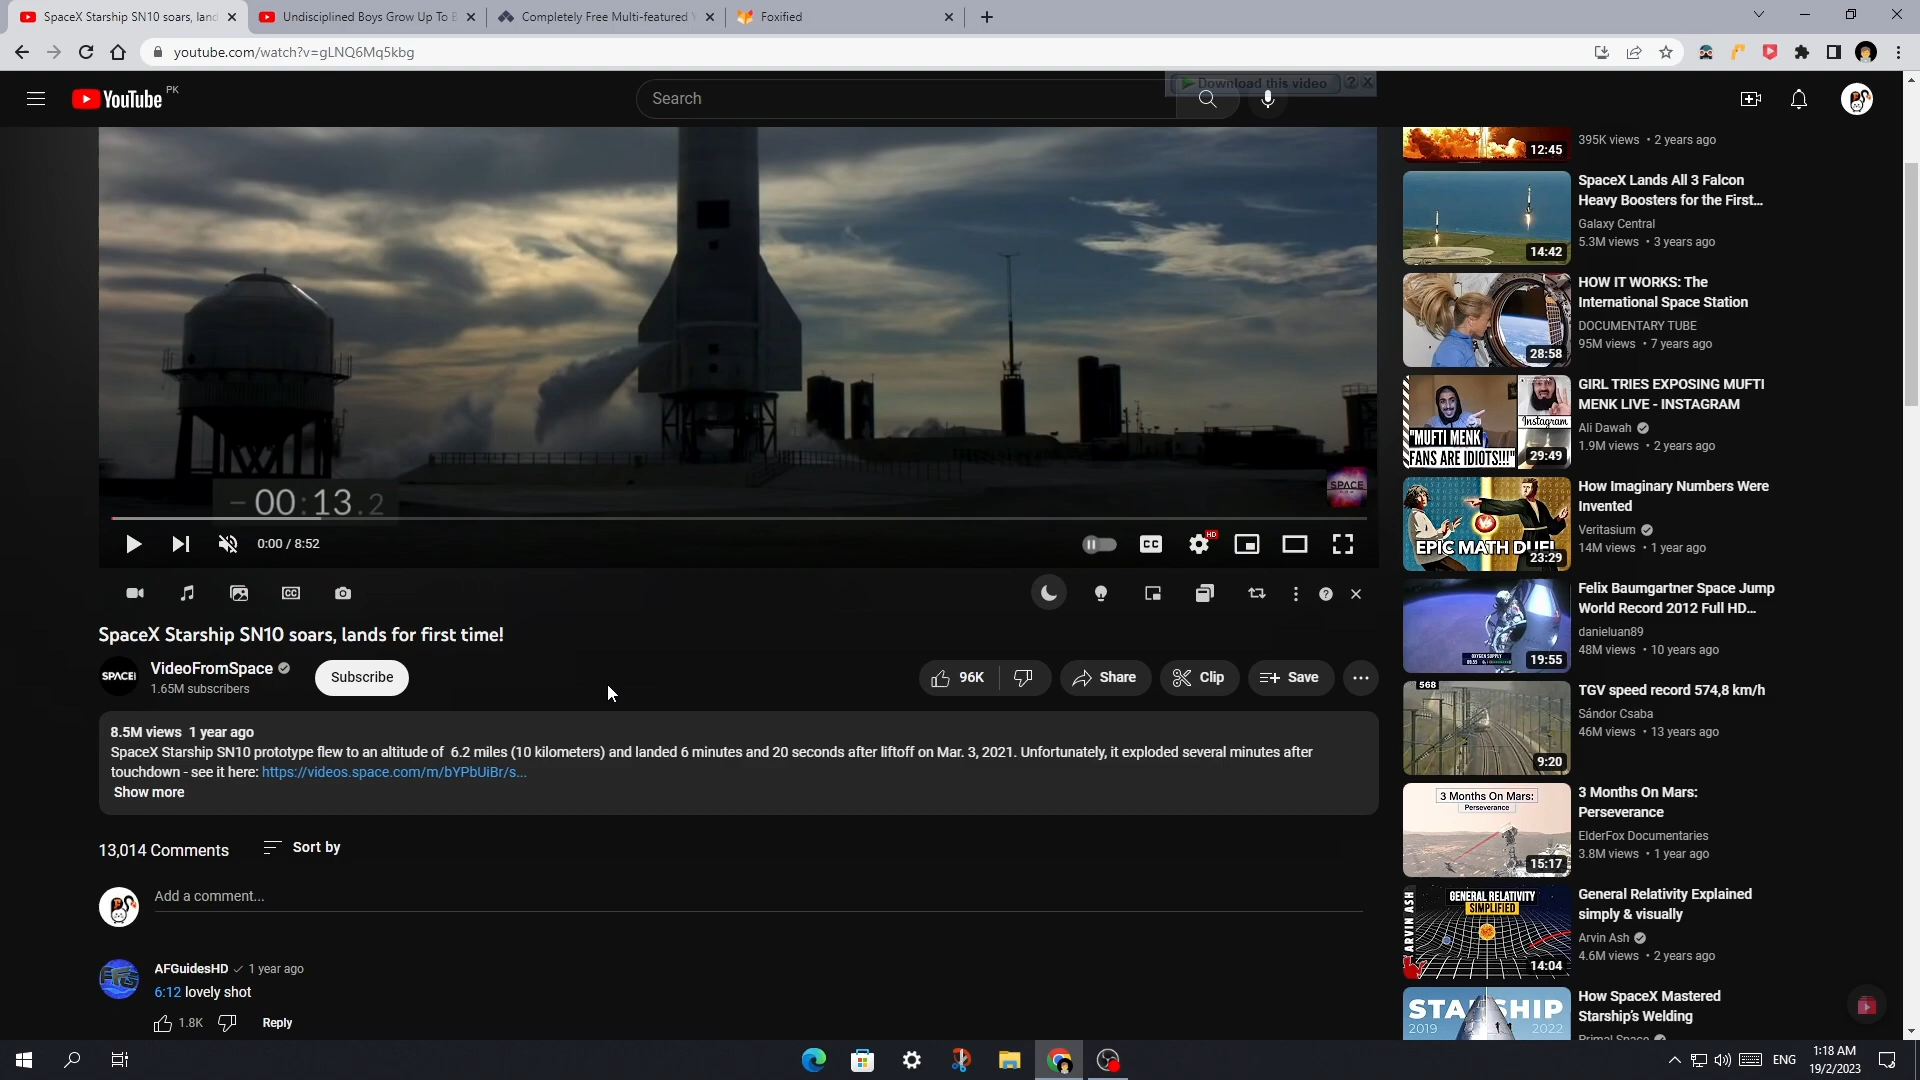 SpaceX Starship SN10 soars, land
Undisciplined Boys Grow Up To B
Completely Free Multi-featured Y
Foxified
youtube.com/watch?v=gLNQ6Mq5kbg
YouTube PK
Search
Download this video
?
- 00:13.2
SPACE
0:00 / 8:52
CC
HD
CC
SpaceX Starship SN10 soars, lands for first time!
SPACE
VideoFromSpace
1.65M subscribers
Subscribe
96K
Share
Clip
Save
8.5M views 1 year ago
SpaceX Starship SN10 prototype flew to an altitude of 6.2 miles (10 kilometers) and landed 6 minutes and 20 seconds after liftoff on Mar. 3, 2021. Unfortunately, it exploded several minutes after
touchdown - see it here: https://videos.space.com/m/bYPbUiBr/s...
Show more
13,014 Comments
Sort by
Add a comment...
AFGuidesHD 1 year ago
6:12 lovely shot
1.8K
Reply
12:45
395K views • 2 years ago
14:42
SpaceX Lands All 3 Falcon
Heavy Boosters for the First...
Galaxy Central
5.3M views • 3 years ago
28:58
HOW IT WORKS: The
International Space Station
DOCUMENTARY TUBE
95M views • 7 years ago
Instagram
"MUFTI MENK
FANS ARE IDIOTS!!!"
29:49
GIRL TRIES EXPOSING MUFTI
MENK LIVE - INSTAGRAM
Ali Dawah
1.9M views • 2 years ago
EPIC MATH DUEL
23:29
How Imaginary Numbers Were
Invented
Veritasium
14M views • 1 year ago
19:55
Felix Baumgartner Space Jump
World Record 2012 Full HD...
danieluan89
48M views • 10 years ago
568
9:20
TGV speed record 574,8 km/h
Sándor Csaba
46M views • 13 years ago
3 Months On Mars:
Perseverance
15:17
3 Months On Mars:
Perseverance
ElderFox Documentaries
3.8M views • 1 year ago
ARVIN ASH
GENERAL RELATIVITY
SIMPLIFIED
14:04
General Relativity Explained
simply & visually
Arvin Ash
4.6M views • 2 years ago
STARSHIP
2019 2022
How SpaceX Mastered
Starship's Welding
Primal Space
ENG
1:18 AM
19/2/2023